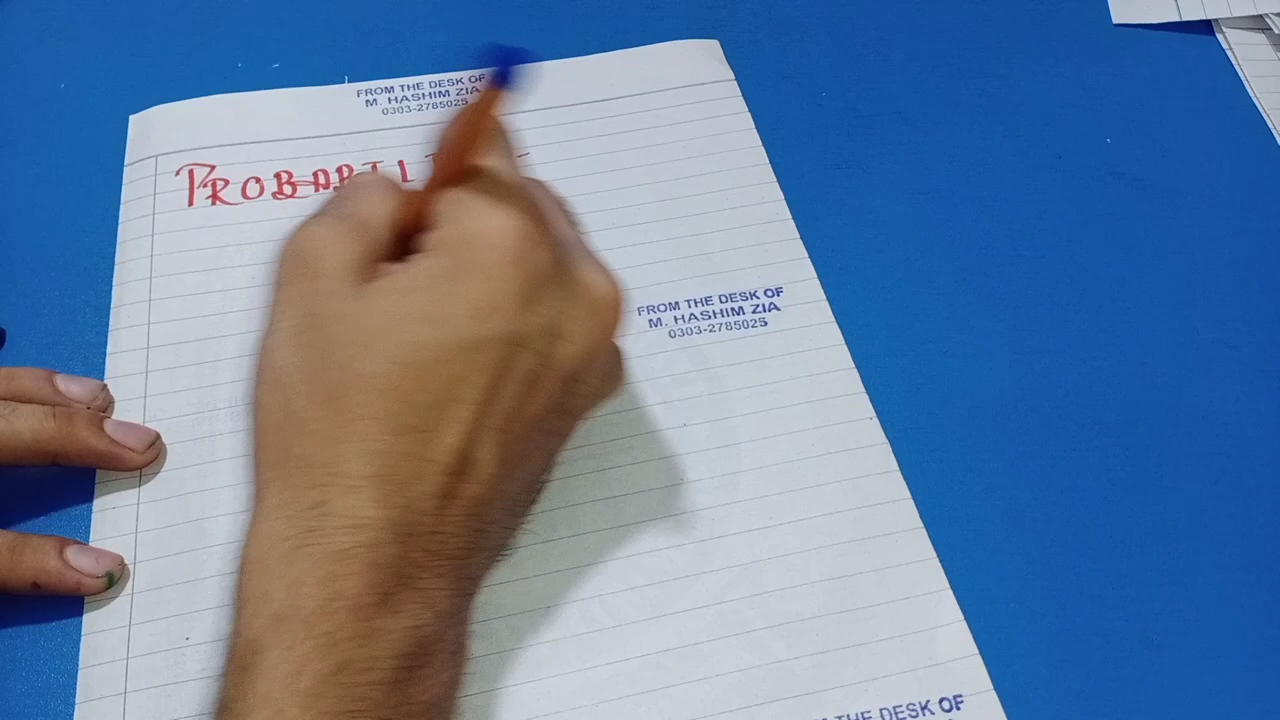 FROM THE DESK OF
M. HASHIM ZIA
0303-2785025
FROM THE DESK OF
M. HASHIM ZIA
0303-2785025
THE DESK OF